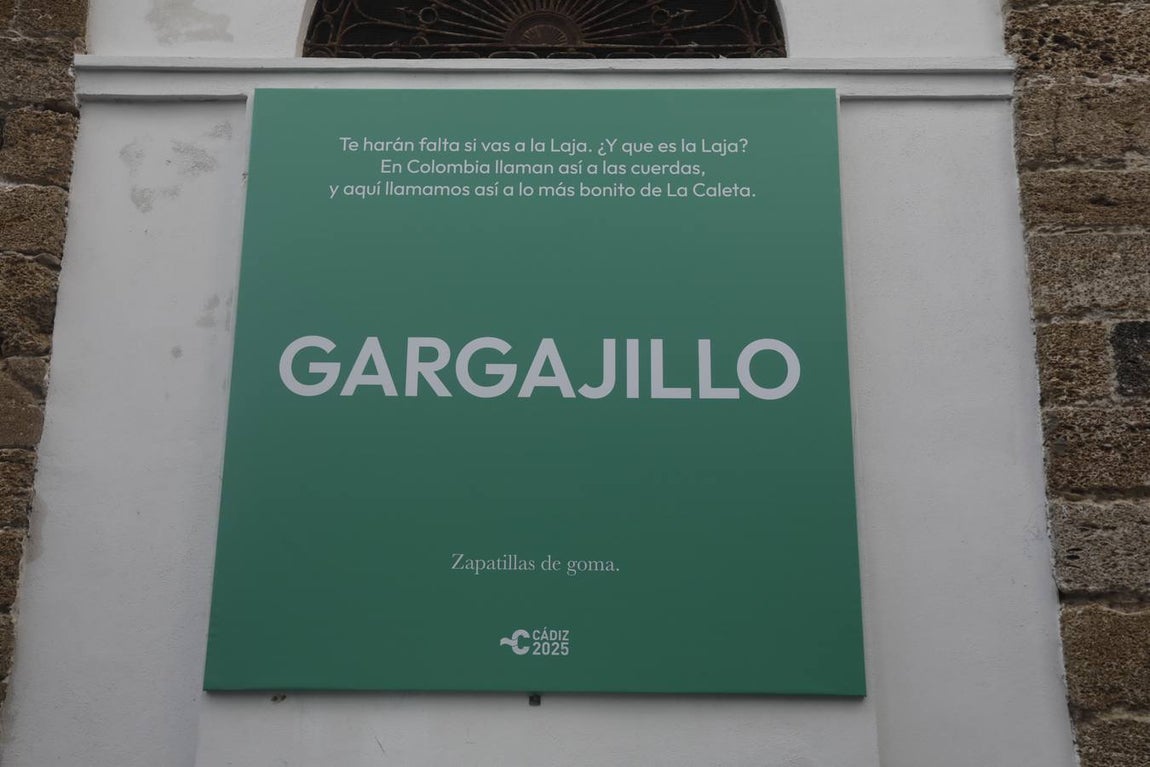 Te harán falta si vas a la Laja. ¿Y que es la Laja?
En Colombia llaman así a las cuerdas,
y aquí llamamos así a lo más bonito de La Caleta.
GARGAJILLO
Zapatillas de goma.
CÁDIZ
2025